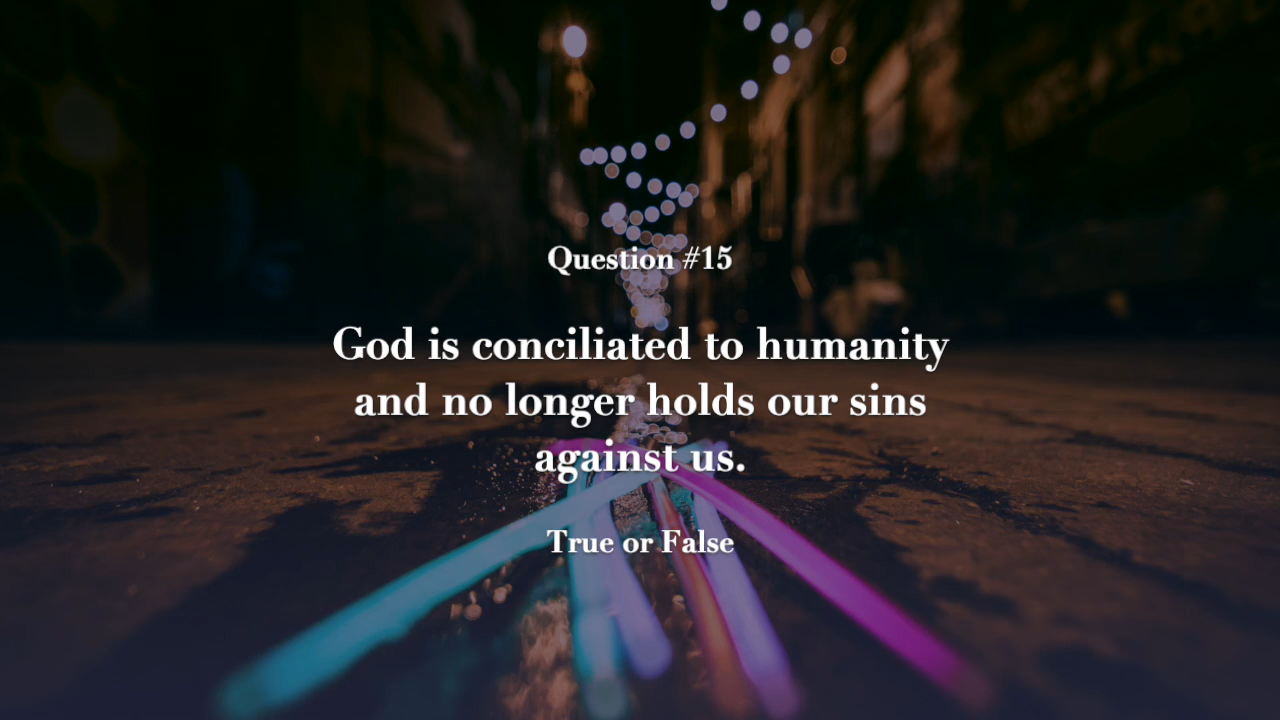 Question #15
God is conciliated to humanity
and no longer holds our sins
against us.
True or False